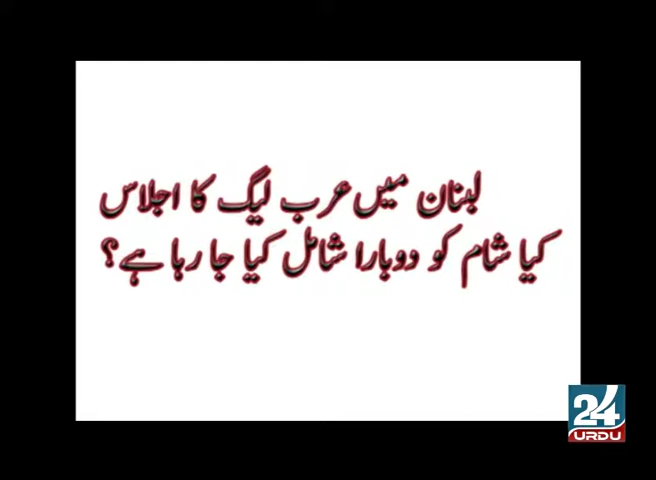 لبنان میں عرب لیگ کا اجلاس
کیا شام کو دوبارا شامل کیا جا رہا ہے؟
24
URDU